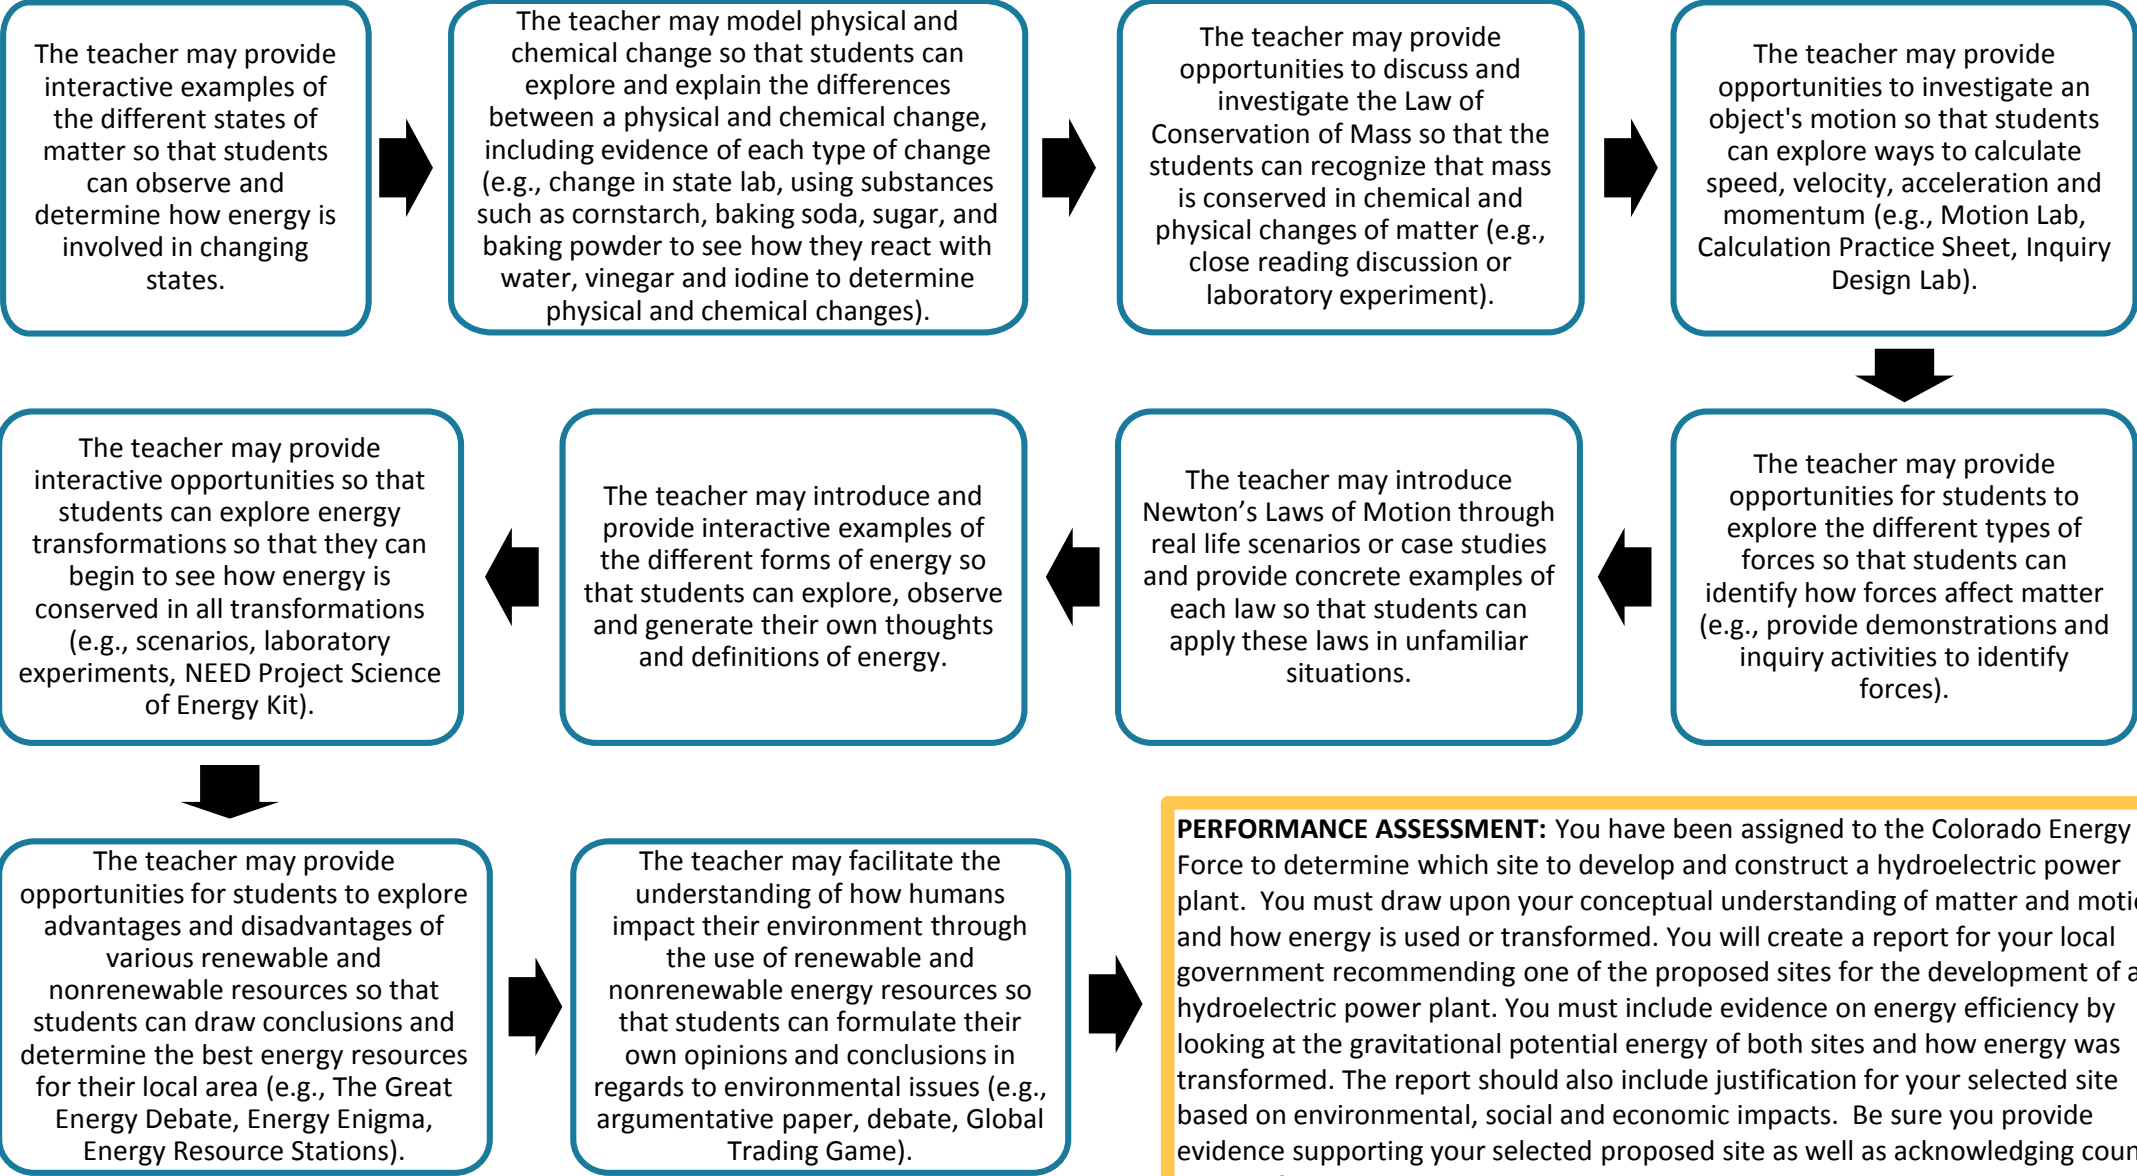 The teacher may provide
interactive examples of
the different states of
matter so that students
can observe and
determine how energy is
involved in changing
states.
The teacher may model physical and
chemical change so that students can
explore and explain the differences
between a physical and chemical change,
including evidence of each type of change
(e.g., change in state lab, using substances
such as cornstarch, baking soda, sugar, and
baking powder to see how they react with
water, vinegar and iodine to determine
physical and chemical changes).
The teacher may provide
opportunities to discuss and
investigate the Law of
Conservation of Mass so that the
students can recognize that mass
is conserved in chemical and
physical changes of matter (e.g.,
close reading discussion or
laboratory experiment).
The teacher may provide
opportunities to investigate an
object's motion so that students
can explore ways to calculate
speed, velocity, acceleration and
momentum (e.g., Motion Lab,
Calculation Practice Sheet, Inquiry
Design Lab).
The teacher may provide
opportunities for students to
explore the different types of
forces so that students can
identify how forces affect matter
(e.g., provide demonstrations and
inquiry activities to identify
forces).
The teacher may introduce
Newton’s Laws of Motion through
real life scenarios or case studies
and provide concrete examples of
each law so that students can
apply these laws in unfamiliar
situations.
The teacher may introduce and
provide interactive examples of
the different forms of energy so
that students can explore, observe
and generate their own thoughts
and definitions of energy.
The teacher may provide
interactive opportunities so that
students can explore energy
transformations so that they can
begin to see how energy is
conserved in all transformations
(e.g., scenarios, laboratory
experiments, NEED Project Science
of Energy Kit).
The teacher may provide
opportunities for students to explore
advantages and disadvantages of
various renewable and
nonrenewable resources so that
students can draw conclusions and
determine the best energy resources
for their local area (e.g., The Great
Energy Debate, Energy Enigma,
Energy Resource Stations).
The teacher may facilitate the
understanding of how humans
impact their environment through
the use of renewable and
nonrenewable energy resources so
that students can formulate their
own opinions and conclusions in
regards to environmental issues (e.g.,
argumentative paper, debate, Global
Trading Game).
PERFORMANCE ASSESSMENT: You have been assigned to the Colorado Energy
Force to determine which site to develop and construct a hydroelectric power
plant. You must draw upon your conceptual understanding of matter and
and how energy is used or transformed. You will create a report for your local
government recommending one of the proposed sites for the development of
hydroelectric power plant. You must include evidence on energy efficiency by
looking at the gravitational potential energy of both sites and how energy was
transformed. The report should also include justification for your selected site
based on environmental, social and economic impacts. Be sure you provide
evidence supporting your selected proposed site as well as acknowledging